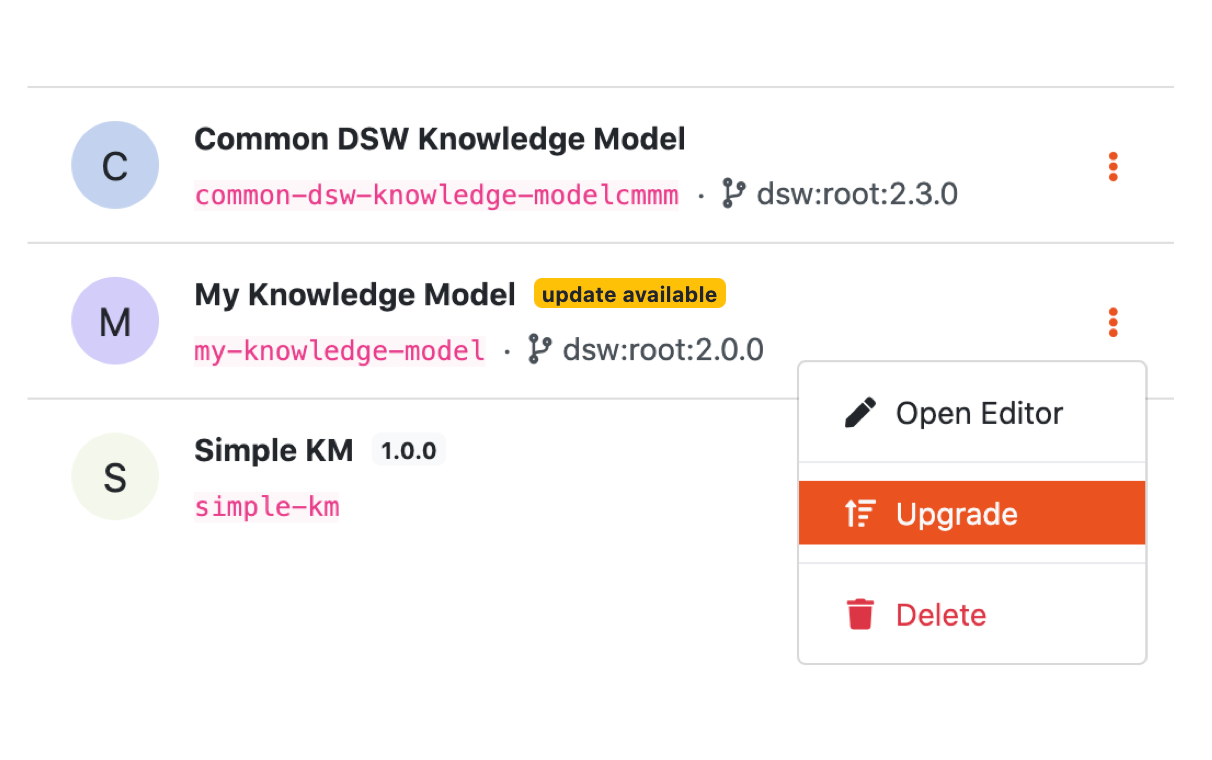 C
Common DSW Knowledge Model
common-dsw-knowledge-modelcmmm · dsw:root:2.3.0
M
My Knowledge Model update available
my-knowledge-model · dsw:root:2.0.0
S
Simple KM 1.0.0
simple-km
Open Editor
Upgrade
Delete